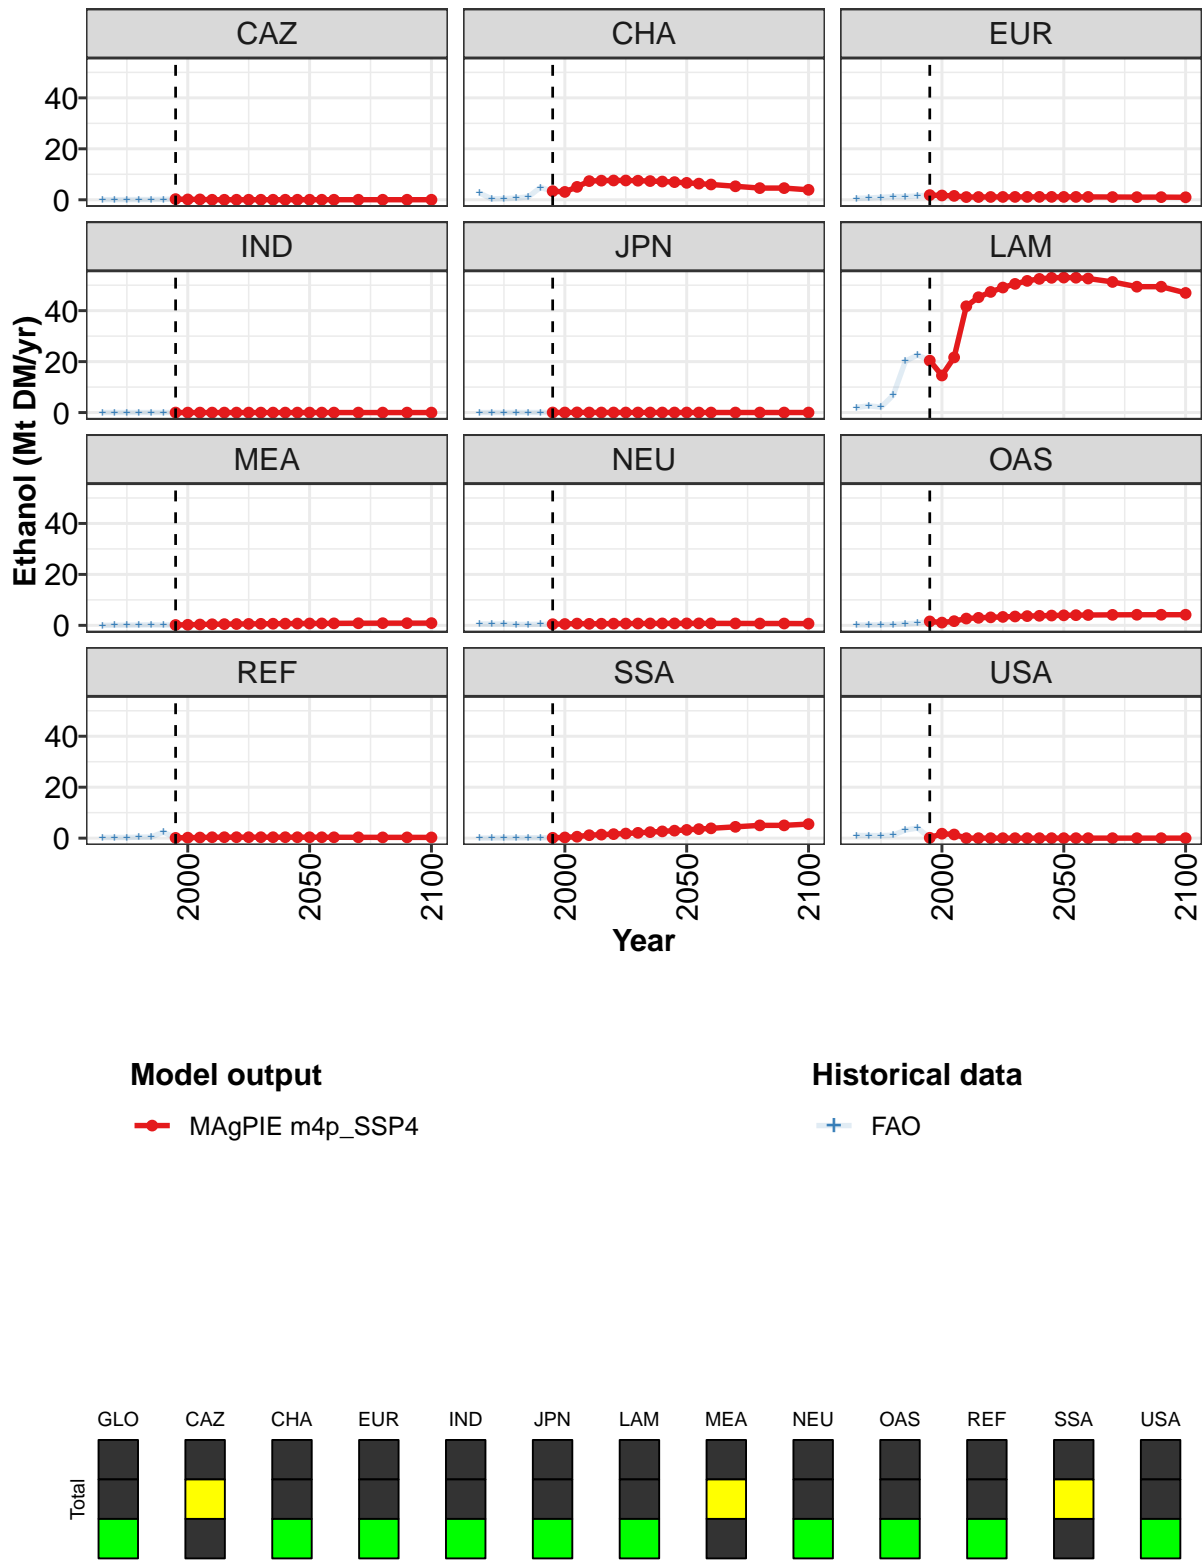 CAZ CHA EUR
40
20
0
IND JPN LAM
40
20
0
MEA NEU OAS
40
20
0
REF SSA USA
40
20
0
2000 2050 2100 2000 2050 2100 2000 2050 2100
Ethanol (Mt DM/yr)
Year
Model output Historical data
MAgPIE m4p_SSP4 FAO
GLO CAZ CHA EUR IND JPN LAM MEA NEU OAS REF SSA USA
Total